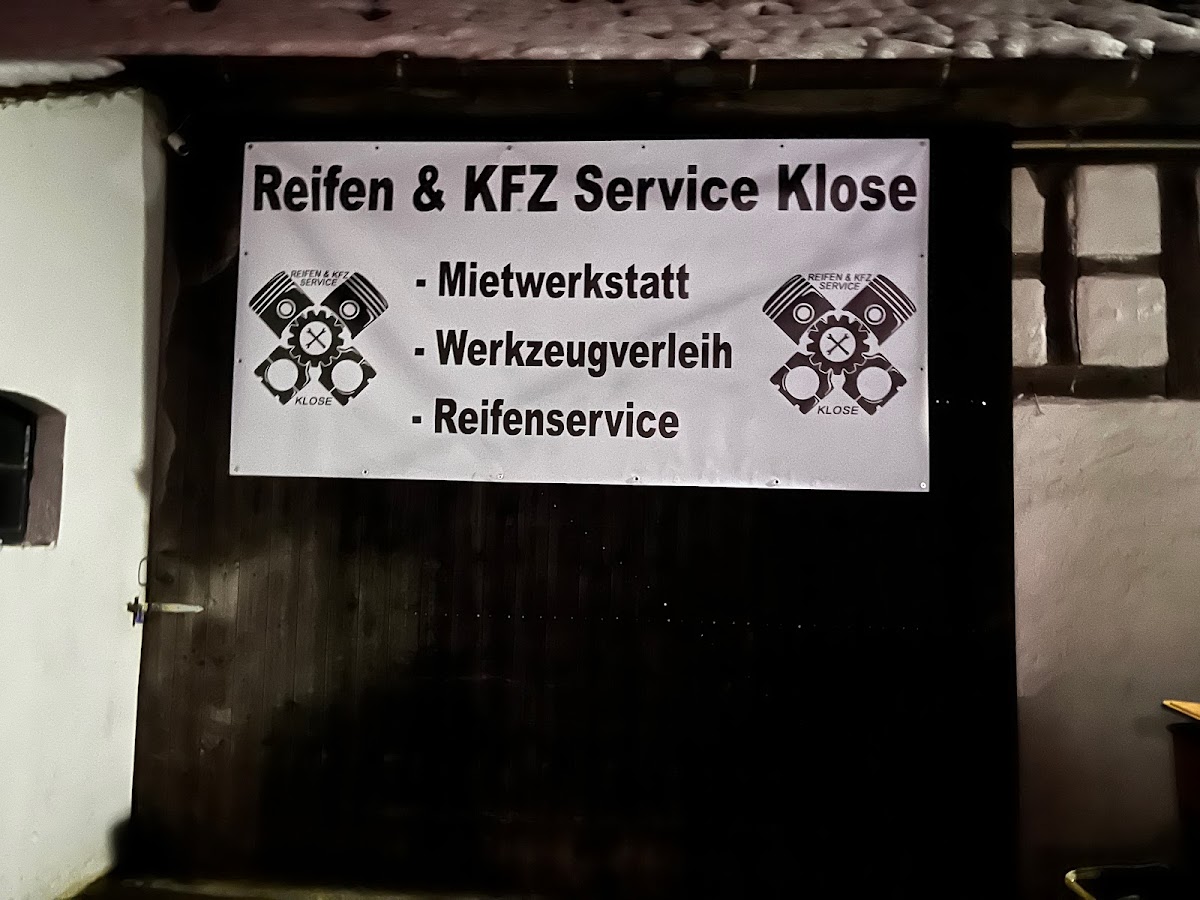 Reifen & KFZ Service Klose
- Mietwerkstatt
- Werkzeugverleih
- Reifenservice
REIFEN & KFZ
SERVICE
KLOSE
REIFEN & KFZ
SERVICE
KLOSE